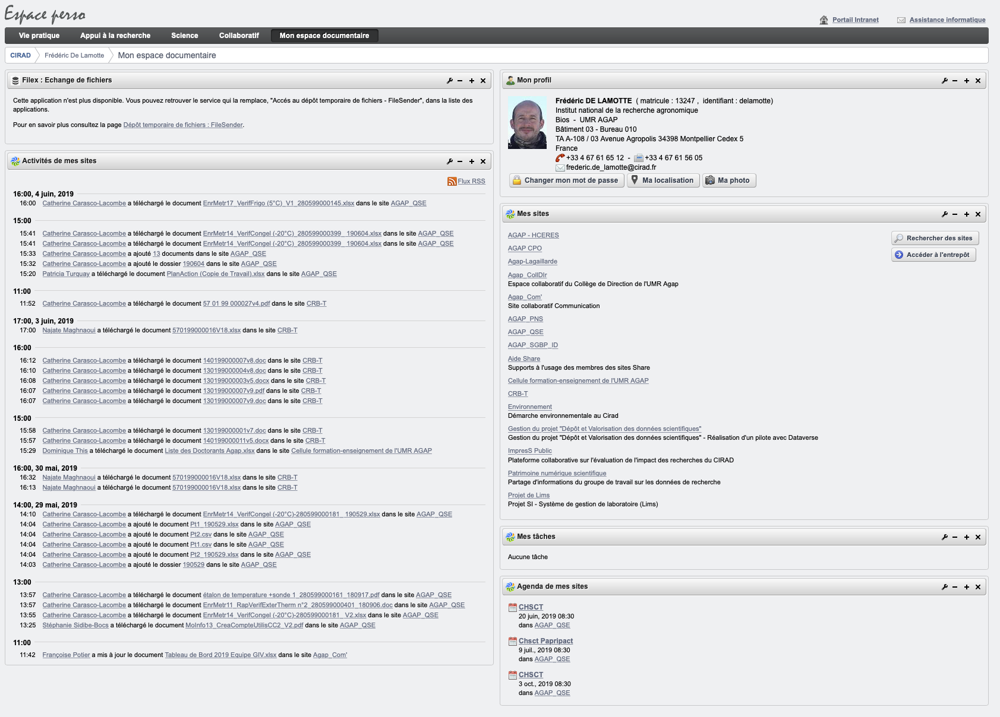 Espace perso
Portail Intranet
Assistance informatique
Vie pratique
Appui à la recherche
Science
Collaboratif
Mon espace documentaire
CIRAD
Frédéric De Lamotte
Mon espace documentaire
Filex : Echange de fichiers
Cette application n'est plus disponible. Vous pouvez retrouver le service qui la remplace, "Accés au dépôt temporaire de fichiers - FileSender", dans la liste des
applications.
Pour en savoir plus consultez la page Dépôt temporaire de fichiers : FileSender.
Activités de mes sites
Flux RSS
16:00, 4 juin, 2019
16:00 Catherine Carasco-Lacombe a téléchargé le document EnrMetr17_VerifFrigo (5°C)_V1_280599000145.xlsx dans le site AGAP_QSE
15:00
15:41 Catherine Carasco-Lacombe a téléchargé le document EnrMetr14_VerifCongel (-20°C)_280599000399_ 190604.xlsx dans le site AGAP_QSE
15:41 Catherine Carasco-Lacombe a téléchargé le document EnrMetr14_VerifCongel (-20°C)_280599000399_ 190604.xlsx dans le site AGAP_QSE
15:33 Catherine Carasco-Lacombe a ajouté 13 documents dans le site AGAP_QSE
15:32 Catherine Carasco-Lacombe a ajouté le dossier 190604 dans le site AGAP_QSE
15:20 Patricia Turquay a téléchargé le document PlanAction (Copie de Travail).xlsx dans le site AGAP_QSE
11:00
11:52 Catherine Carasco-Lacombe a téléchargé le document 57 01 99 000027v4.pdf dans le site CRB-T
17:00, 3 juin, 2019
17:00 Najate Maghnaoui a téléchargé le document 570199000016V18.xlsx dans le site CRB-T
16:00
16:12 Catherine Carasco-Lacombe a téléchargé le document 140199000007v8.doc dans le site CRB-T
16:10 Catherine Carasco-Lacombe a téléchargé le document 130199000004v8.doc dans le site CRB-T
16:08 Catherine Carasco-Lacombe a téléchargé le document 130199000003v5.docx dans le site CRB-T
16:07 Catherine Carasco-Lacombe a téléchargé le document 130199000007v9.pdf dans le site CRB-T
16:07 Catherine Carasco-Lacombe a téléchargé le document 130199000007v9.doc dans le site CRB-T
15:00
15:58 Catherine Carasco-Lacombe a téléchargé le document 130199000001v7.doc dans le site CRB-T
15:57 Catherine Carasco-Lacombe a téléchargé le document 140199000011v5.docx dans le site CRB-T
15:29 Dominique This a téléchargé le document Liste des Doctorants Agap.xlsx dans le site Cellule formation-enseignement de l'UMR AGAP
16:00, 30 mai, 2019
16:32 Najate Maghnaoui a téléchargé le document 570199000016V18.xlsx dans le site CRB-T
16:13 Najate Maghnaoui a téléchargé le document 570199000016V18.xlsx dans le site CRB-T
14:00, 29 mai, 2019
14:10 Catherine Carasco-Lacombe a téléchargé le document EnrMetr14_VerifCongel (-20°C)-280599000181_ 190529.xlsx dans le site AGAP_QSE
14:04 Catherine Carasco-Lacombe a ajouté le document Pt1_190529.xlsx dans le site AGAP_QSE
14:04 Catherine Carasco-Lacombe a ajouté le document Pt2.csv dans le site AGAP_QSE
14:04 Catherine Carasco-Lacombe a ajouté le document Pt1.csv dans le site AGAP_QSE
14:04 Catherine Carasco-Lacombe a ajouté le document Pt2_190529.xlsx dans le site AGAP_QSE
14:03 Catherine Carasco-Lacombe a ajouté le dossier 190529 dans le site AGAP_QSE
13:00
13:57 Catherine Carasco-Lacombe a téléchargé le document étalon de temperature +sonde 1_280599000161_180917.pdf dans le site AGAP_QSE
13:57 Catherine Carasco-Lacombe a téléchargé le document EnrMetr11_RapVerifExterTherm n°2_280599000401_180906.doc dans le site AGAP_QSE
13:55 Catherine Carasco-Lacombe a téléchargé le document EnrMetr14_VerifCongel (-20°C)-280599000181_ V2.xlsx dans le site AGAP_QSE
13:25 Stéphanie Sidibe-Bocs a téléchargé le document MoInfo13_CreaCompteUtilisCC2_V2.pdf dans le site AGAP_QSE
11:00
11:42 Françoise Potier a mis à jour le document Tableau de Bord 2019 Equipe GIV.xlsx dans le site Agap_Com'
Mon profil
Frédéric DE LAMOTTE ( matricule : 13247 , identifiant : delamotte)
Institut national de la recherche agronomique
Bios - UMR AGAP
Bâtiment 03 - Bureau 010
TA A-108 / 03 Avenue Agropolis 34398 Montpellier Cedex 5
France
+33 4 67 61 65 12 - +33 4 67 61 56 05
frederic.de_lamotte@cirad.fr
Changer mon mot de passe
Ma localisation
Ma photo
Mes sites
Rechercher des sites
Accéder à l'entrepôt
AGAP - HCERES
AGAP CPO
Agap-Lagaillarde
Agap_CollDIr
Espace collaboratif du Collège de Direction de l'UMR Agap
Agap_Com'
Site collaboratif Communication
AGAP_PNS
AGAP_QSE
AGAP_SGBP_ID
Aide Share
Supports à l'usage des membres des sites Share
Cellule formation-enseignement de l'UMR AGAP
CRB-T
Environnement
Démarche environnementale au Cirad
Gestion du projet "Dépôt et Valorisation des données scientifiques"
Gestion du projet "Dépôt et Valorisation des données scientifiques" - Réalisation d'un pilote avec Dataverse
ImpresS Public
Plateforme collaborative sur l'évaluation de l'impact des recherches du CIRAD
Patrimoine numérique scientifique
Partage d'informations du groupe de travail sur les données de recherche
Projet de Lims
Projet SI - Système de gestion de laboratoire (Lims)
Mes tâches
Aucune tâche
Agenda de mes sites
CHSCT
20 juin, 2019 08:30
dans AGAP_QSE
Chsct Papripact
9 juil., 2019 08:30
dans AGAP_QSE
CHSCT
3 oct., 2019 08:30
dans AGAP_QSE